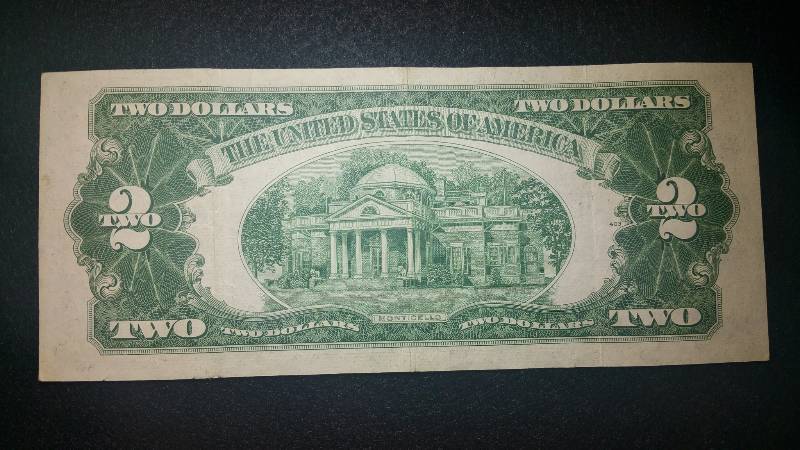 TWO DOLLARS TWO DOLLARS
THE UNITED STATES OF AMERICA
2 2
TWO TWO
MONTICELLO
TWO TWO DOLLARS TWO DOLLARS TWO